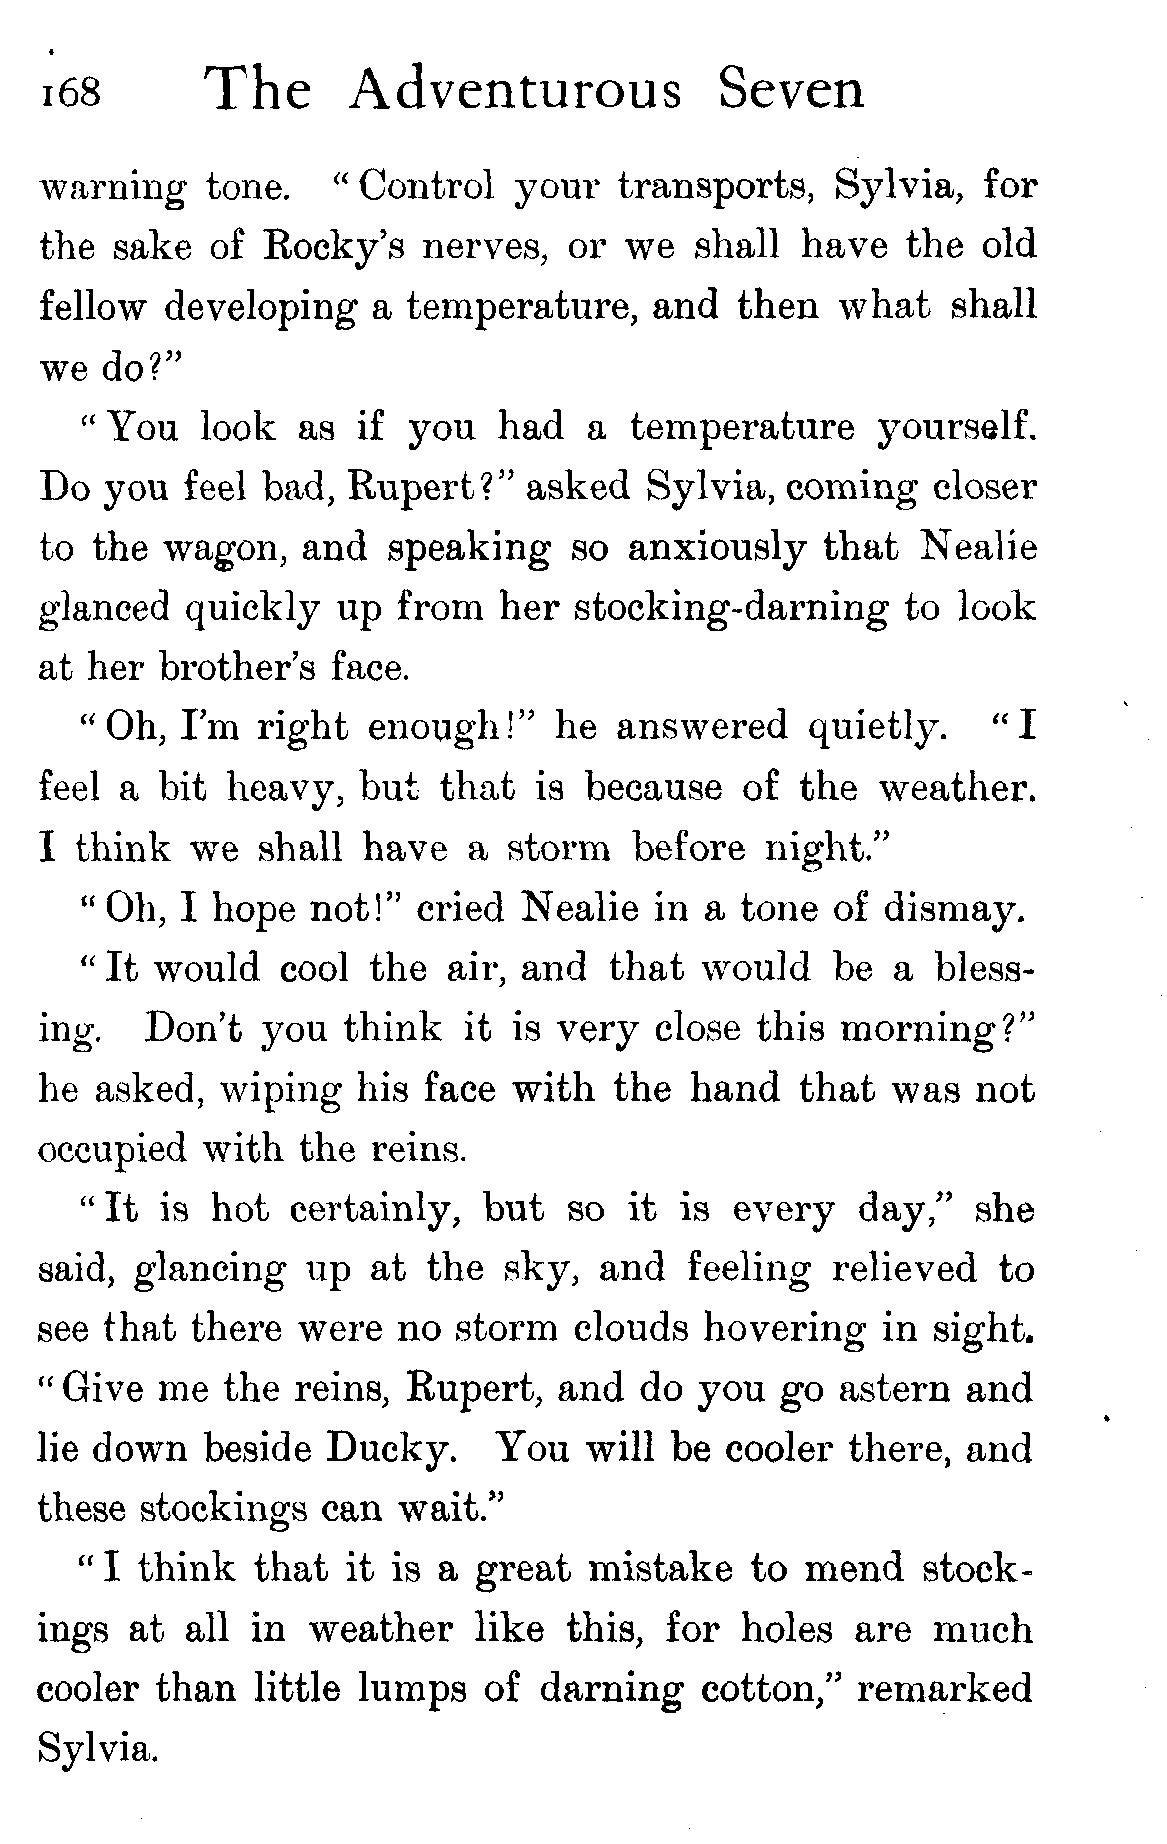 168 The Adventurous Seven
warning tone. "Control your transports, Sylvia, for
the sake of Rocky's nerves, or we shall have the old
fellow developing a temperature, and then what shall
we do?"
"You look as if you had a temperature yourself.
Do you feel bad, Rupert?" asked Sylvia, coming closer
to the wagon, and speaking so anxiously that Nealie
glanced quickly up from her stocking-darning to look
at her brother's face.
"Oh, I'm right enough!" he answered quietly. "I
feel a bit heavy, but that is because of the weather.
I think we shall have a storm before night."
"Oh, I hope not!" cried Nealie in a tone of dismay.
"It would cool the air, and that would be a bless-
ing. Don't you think it is very close this morning?"
he asked, wiping his face with the hand that was not
occupied with the reins.
"It is hot certainly, but so it is every day," she
said, glancing up at the sky, and feeling relieved to
see that there were no storm clouds hovering in sight.
"Give me the reins, Rupert, and do you go astern and
lie down beside Ducky. You will be cooler there, and
these stockings can wait."
"I think that it is a great mistake to mend stock-
ings at all in weather like this, for holes are much
cooler than little lumps of darning cotton," remarked
Sylvia.